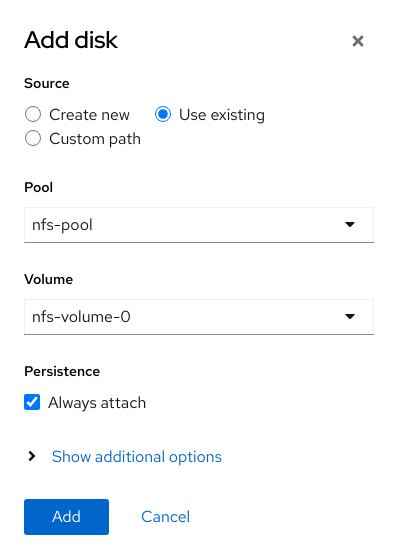 Add disk
Source
Create new Use existing
Custom path
Pool
nfs-pool
Volume
nfs-volume-0
Persistence
Always attach
Show additional options
Add Cancel